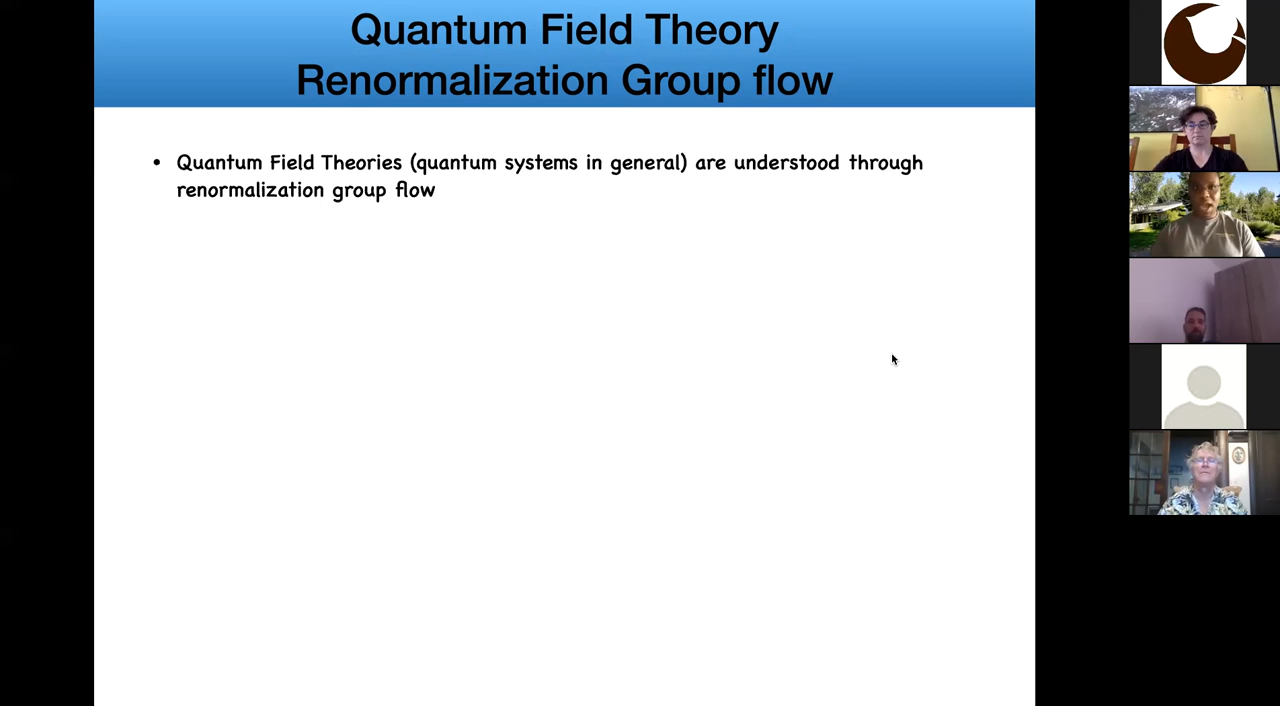 Quantum Field Theory
Renormalization Group flow
• Quantum Field Theories (quantum systems in general) are understood through
renormalization group flow